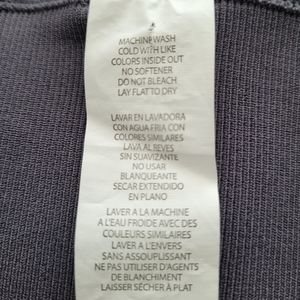 MACHINE WASH
COLD WITH LIKE
COLORS INSIDE OUT
NO SOFTENER
DO NOT BLEACH
LAY FLAT TO DRY
LAVAR EN LAVADORA
CON AGUA FRIA CON
COLORES SIMILARES
LAVA AL REVES
SIN SUAVIZANTE
NO USAR
BLANQUEANTE
SECAR EXTENDIDO
EN PLANO
LAVER A LA MACHINE
A L'EAU FROIDE AVEC DES
COULEURS SIMILAIRES
LAVER A L'ENVERS
SANS ASSOUPLISSANT
NE PAS UTILISER D'AGENTS
DE BLANCHIMENT
LAISSER SÉCHER À PLAT